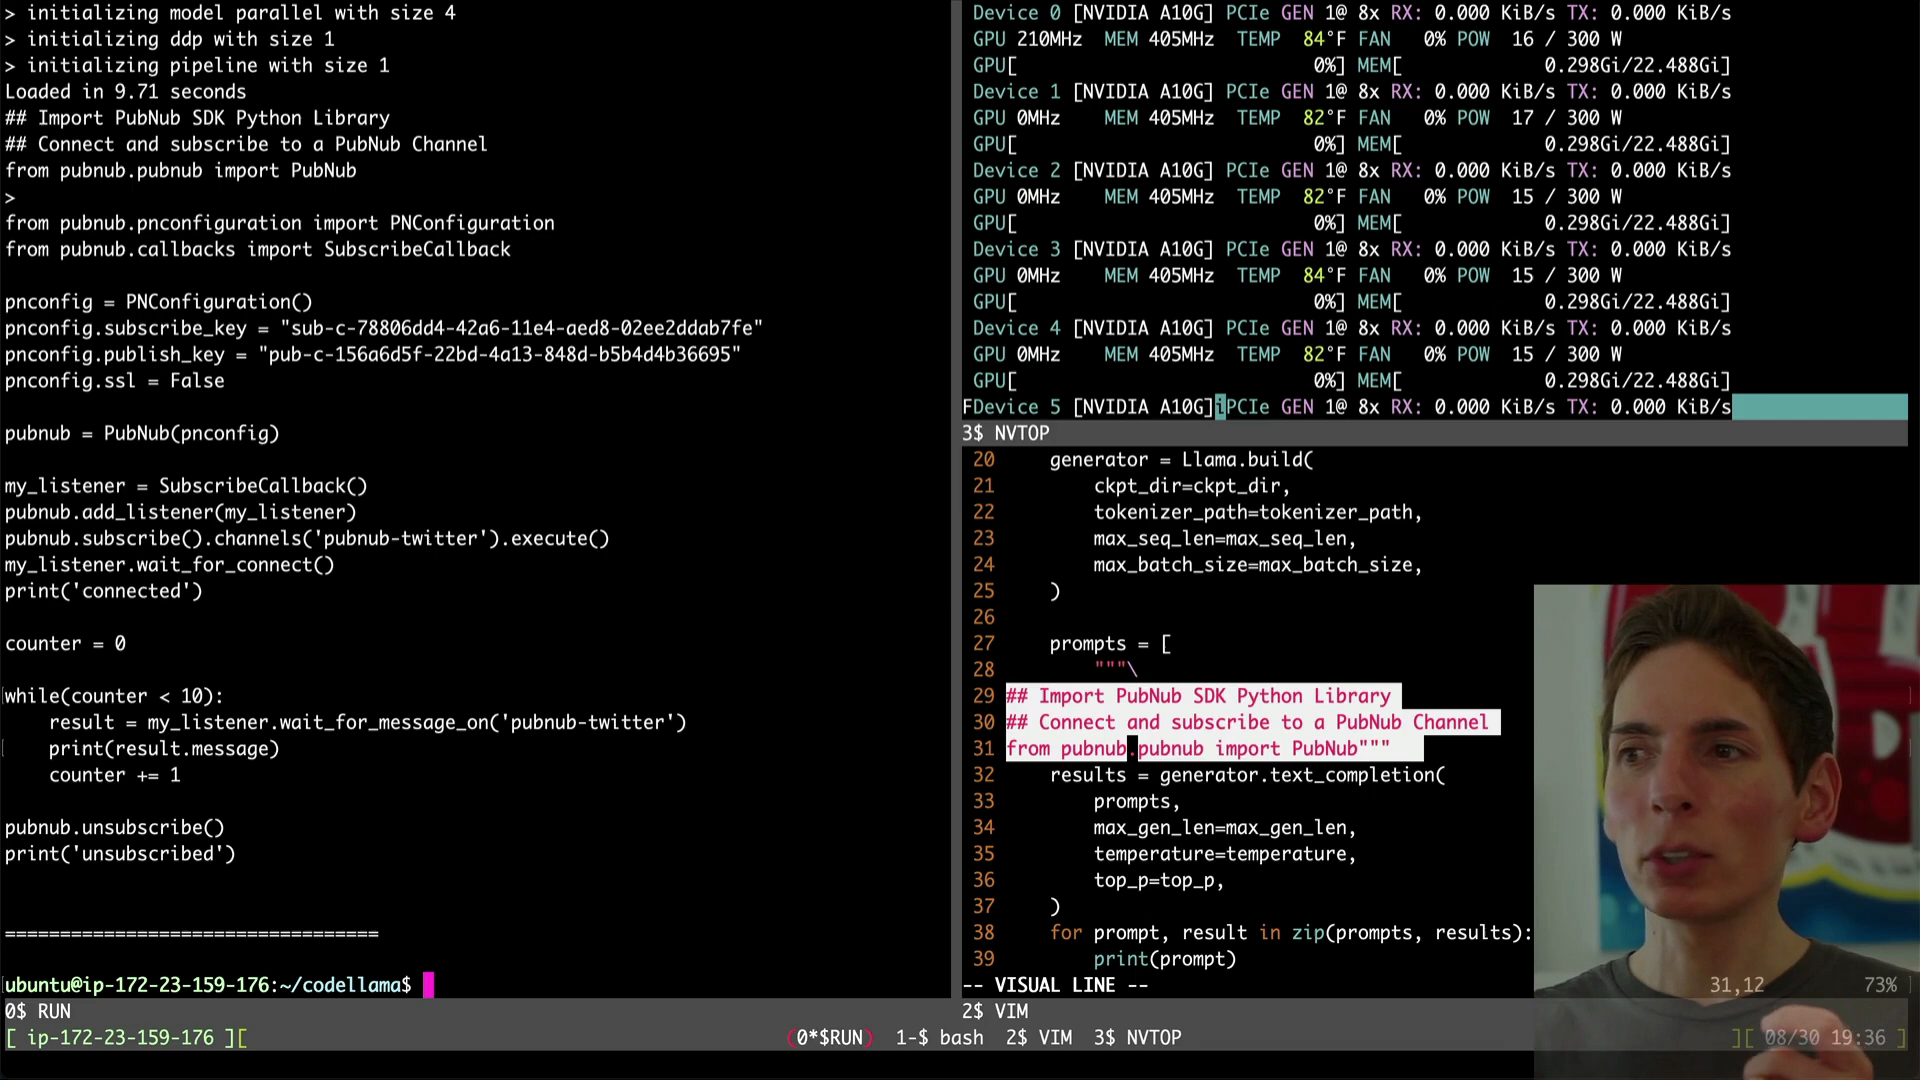 > initializing model parallel with size 4
> initializing ddp with size 1
> initializing pipeline with size 1
Loaded in 9.71 seconds
## Import PubNub SDK Python Library
## Connect and subscribe to a PubNub Channel
from pubnub.pubnub import PubNub
>
from pubnub.pnconfiguration import PNConfiguration
from pubnub.callbacks import SubscribeCallback
pnconfig = PNConfiguration()
pnconfig.subscribe_key = "sub-c-78806dd4-42a6-11e4-aed8-02ee2ddab7fe"
pnconfig.publish_key = "pub-c-156a6d5f-22bd-4a13-848d-b5b4d4b36695"
pnconfig.ssl = False
pubnub = PubNub(pnconfig)
my_listener = SubscribeCallback()
pubnub.add_listener(my_listener)
pubnub.subscribe().channels('pubnub-twitter').execute()
my_listener.wait_for_connect()
print('connected')
counter = 0
while(counter < 10):
    result = my_listener.wait_for_message_on('pubnub-twitter')
    print(result.message)
    counter += 1
pubnub.unsubscribe()
print('unsubscribed')
==================================
ubuntu@ip-172-23-159-176:~/codellama$
0$ RUN
Device 0 [NVIDIA A10G] PCIe GEN 1@ 8x RX: 0.000 KiB/s TX: 0.000 KiB/s
GPU 210MHz  MEM 405MHz  TEMP  84°F FAN   0% POW  16 / 300 W
GPU[                           0%] MEM[             0.298Gi/22.488Gi]
Device 1 [NVIDIA A10G] PCIe GEN 1@ 8x RX: 0.000 KiB/s TX: 0.000 KiB/s
GPU 0MHz    MEM 405MHz  TEMP  82°F FAN   0% POW  17 / 300 W
GPU[                           0%] MEM[             0.298Gi/22.488Gi]
Device 2 [NVIDIA A10G] PCIe GEN 1@ 8x RX: 0.000 KiB/s TX: 0.000 KiB/s
GPU 0MHz    MEM 405MHz  TEMP  82°F FAN   0% POW  15 / 300 W
GPU[                           0%] MEM[             0.298Gi/22.488Gi]
Device 3 [NVIDIA A10G] PCIe GEN 1@ 8x RX: 0.000 KiB/s TX: 0.000 KiB/s
GPU 0MHz    MEM 405MHz  TEMP  84°F FAN   0% POW  15 / 300 W
GPU[                           0%] MEM[             0.298Gi/22.488Gi]
Device 4 [NVIDIA A10G] PCIe GEN 1@ 8x RX: 0.000 KiB/s TX: 0.000 KiB/s
GPU 0MHz    MEM 405MHz  TEMP  82°F FAN   0% POW  15 / 300 W
GPU[                           0%] MEM[             0.298Gi/22.488Gi]
FDevice 5 [NVIDIA A10G]iPCIe GEN 1@ 8x RX: 0.000 KiB/s TX: 0.000 KiB/s
3$ NVTOP
20     generator = Llama.build(
21         ckpt_dir=ckpt_dir,
22         tokenizer_path=tokenizer_path,
23         max_seq_len=max_seq_len,
24         max_batch_size=max_batch_size,
25     )
26
27     prompts = [
28         """\
29 ## Import PubNub SDK Python Library
30 ## Connect and subscribe to a PubNub Channel
31 from pubnub.pubnub import PubNub"""
32     results = generator.text_completion(
33         prompts,
34         max_gen_len=max_gen_len,
35         temperature=temperature,
36         top_p=top_p,
37     )
38     for prompt, result in zip(prompts, results):
39         print(prompt)
-- VISUAL LINE --                31,12          73%
2$ VIM
[ ip-172-23-159-176 ][ (0*$RUN) 1-$ bash 2$ VIM 3$ NVTOP ][ 08/30 19:36 ]